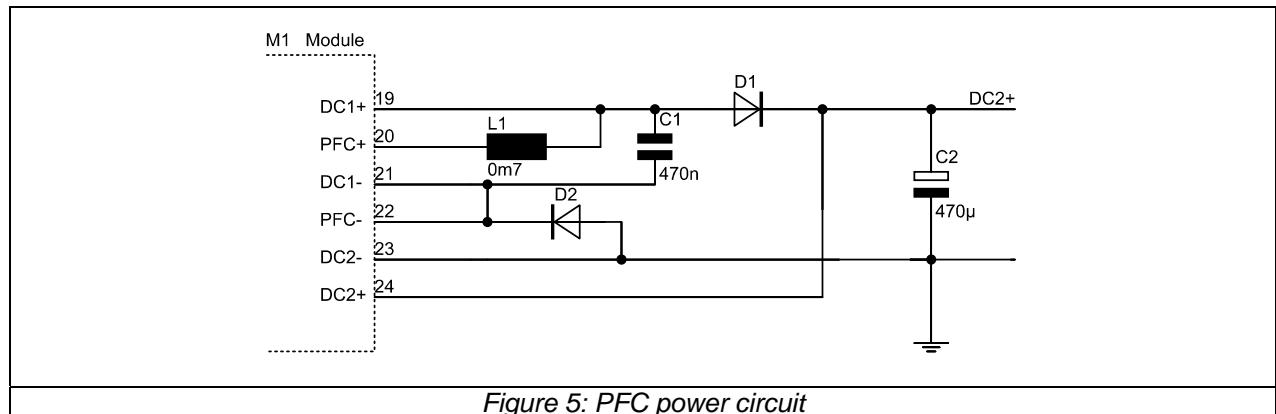 M1 Module
DC1+ 19
PFC+ 20
DC1- 21
PFC- 22
DC2- 23
DC2+ 24
L1
0m7
C1
470n
D1
D2
DC2+
C2
470µ
Figure 5: PFC power circuit